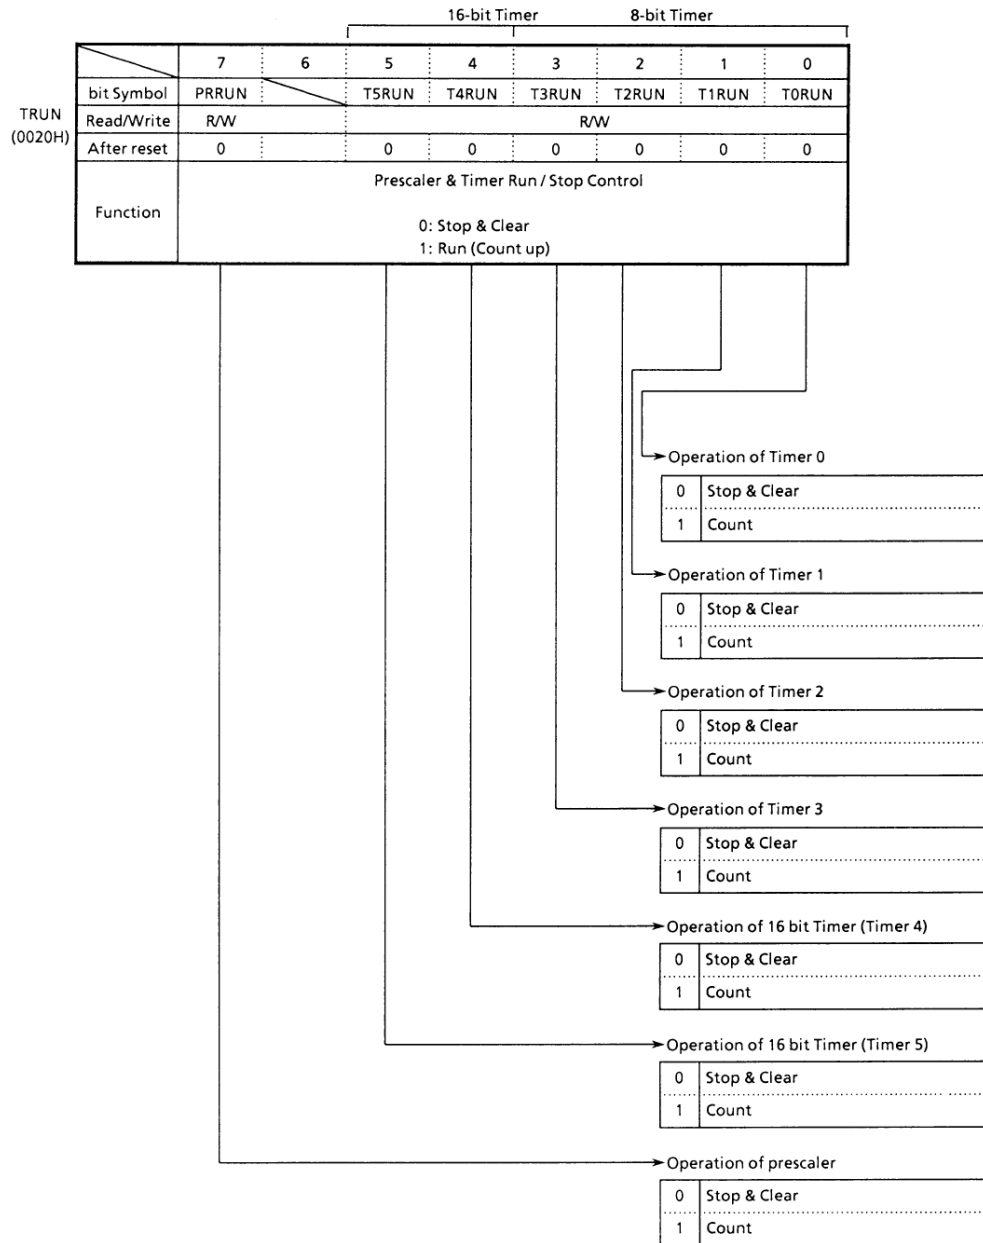 16-bit Timer 8-bit Timer
7 6 5 4 3 2 1 0
bit Symbol PRRUN T5RUN T4RUN T3RUN T2RUN T1RUN T0RUN
TRUN
(0020H)
Read/Write R/W R/W
After reset 0 0 0 0 0 0 0
Function
Prescaler & Timer Run / Stop Control
0: Stop & Clear
1: Run (Count up)
Operation of Timer 0
0 Stop & Clear
1 Count
Operation of Timer 1
0 Stop & Clear
1 Count
Operation of Timer 2
0 Stop & Clear
1 Count
Operation of Timer 3
0 Stop & Clear
1 Count
Operation of 16 bit Timer (Timer 4)
0 Stop & Clear
1 Count
Operation of 16 bit Timer (Timer 5)
0 Stop & Clear
1 Count
Operation of prescaler
0 Stop & Clear
1 Count